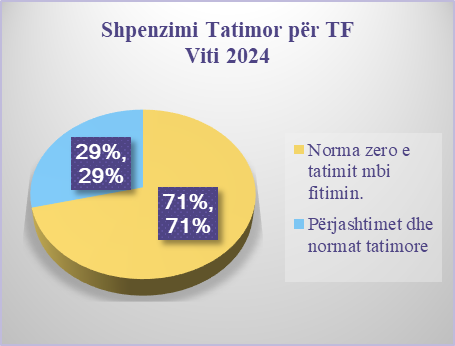 Shpenzimi Tatimor për TF
Viti 2024
29%,
29%
71%,
71%
Norma zero e
tatimit mbi
fitimin.
Përjashtimet dhe
normat tatimore